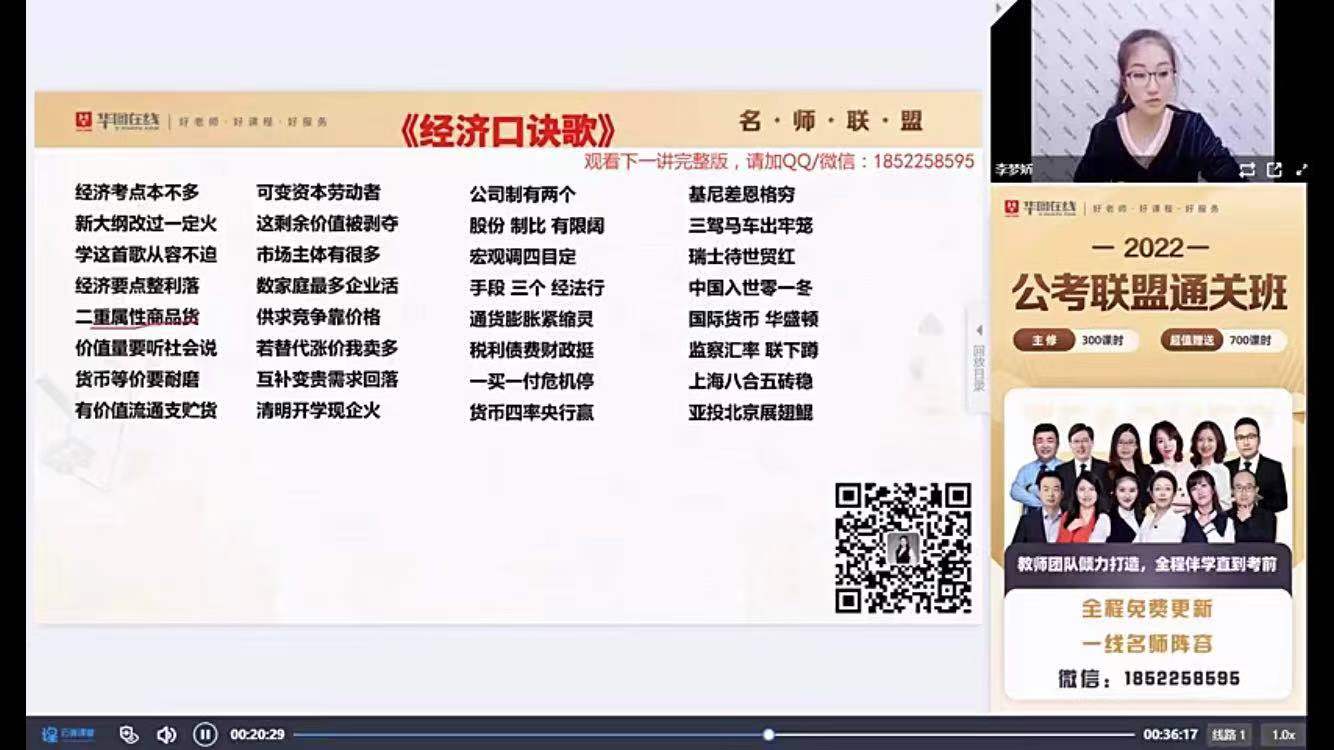 华图在线
好老师·好课程·好服务
《经济口诀歌》
名·师·联·盟
观看下一讲完整版，请加QQ/微信：1852258595
经济考点本不多
新大纲改过一定火
学这首歌从容不迫
经济要点整利落
二重属性商品货
价值量要听社会说
货币等价要耐磨
有价值流通支贮货
可变资本劳动者
这剩余价值被剥夺
市场主体有很多
数家庭最多企业活
供求竞争靠价格
若替代涨价我卖多
互补变贵需求回落
清明开学现企火
公司制有两个
股份 制比 有限阔
宏观调四目定
手段 三个 经法行
通货膨胀紧缩灵
税利债费财政挺
一买一付危机停
货币四率央行赢
基尼差恩格穷
三驾马车出牢笼
瑞士待世贸红
中国入世零一冬
国际货币 华盛顿
监察汇率 联下蹲
上海八合五砖稳
亚投北京展翅鲲
李梦娇
华图在线
好老师·好课程·好服务
2022
公考联盟通关班
主修 300课时
超值赠送 700课时
教师团队倾力打造，全程伴学直到考前
全程免费更新
一线名师阵容
微信：1852258595
回放目录
00:20:29
00:36:17
线路 1
1.0x